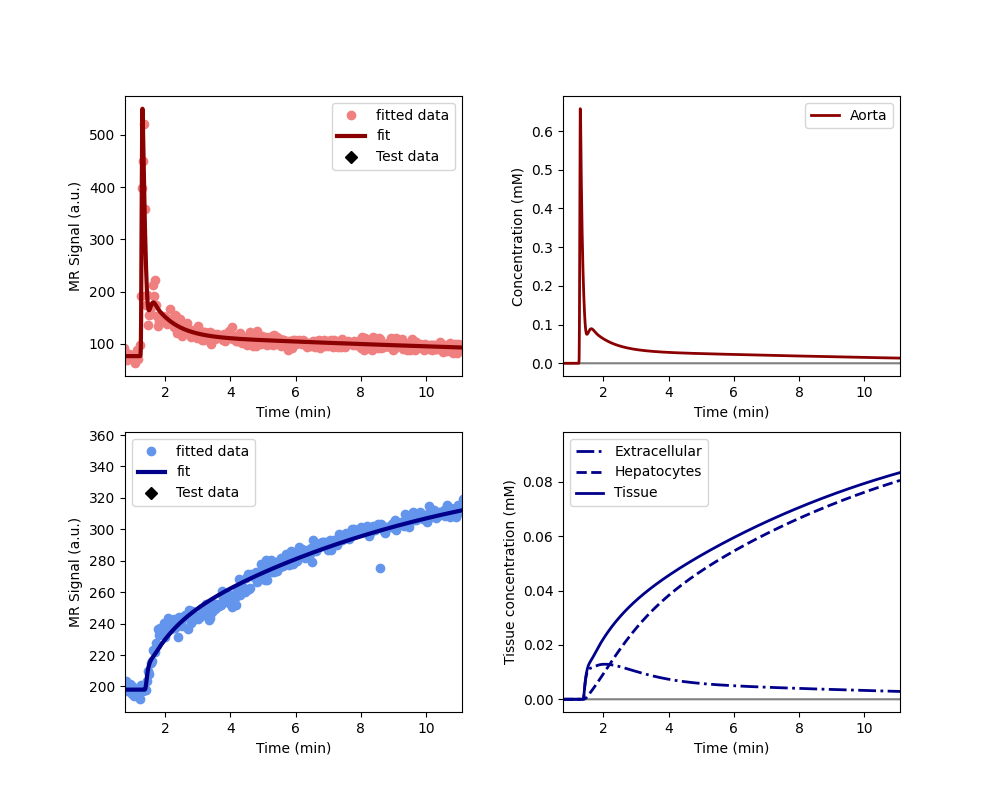 MR Signal (a.u.)
500
400
300
200
100
fitted data
fit
Test data
2 4 6 8 10
Time (min)
Concentration (mM)
0.6
0.5
0.4
0.3
0.2
0.1
0.0
Aorta
2 4 6 8 10
Time (min)
MR Signal (a.u.)
360
340
320
300
280
260
240
220
200
fitted data
fit
Test data
2 4 6 8 10
Time (min)
Tissue concentration (mM)
0.08
0.06
0.04
0.02
0.00
Extracellular
Hepatocytes
Tissue
2 4 6 8 10
Time (min)